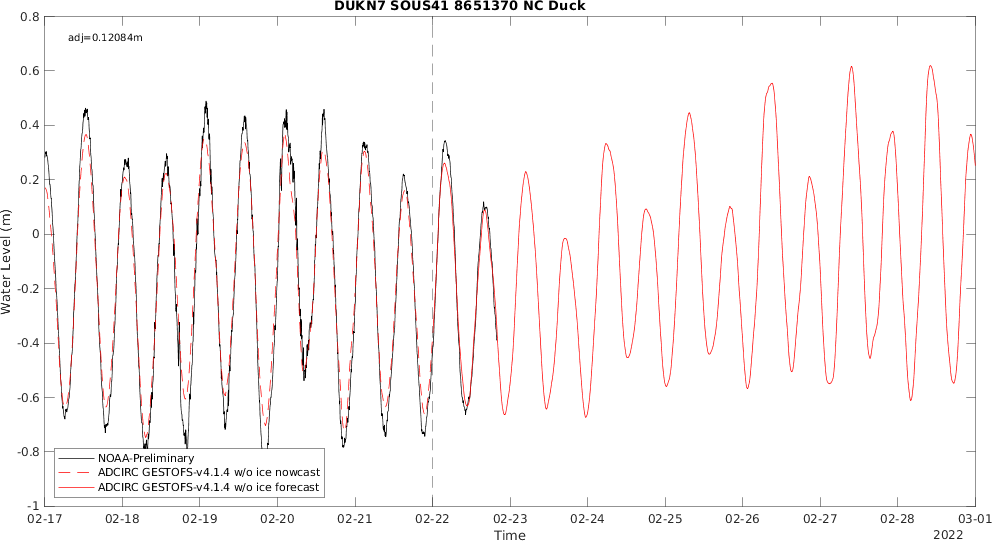 DUKN7 SOUS41 8651370 NC Duck
adj=0.12084m
0.8
0.6
0.4
0.2
0
-0.2
-0.4
-0.6
-0.8
-1
Water Level (m)
NOAA-Preliminary
ADCIRC GESTOFS-v4.1.4 w/o ice nowcast
ADCIRC GESTOFS-v4.1.4 w/o ice forecast
02-17 02-18 02-19 02-20 02-21 02-22 02-23 02-24 02-25 02-26 02-27 02-28 03-01
Time
2022